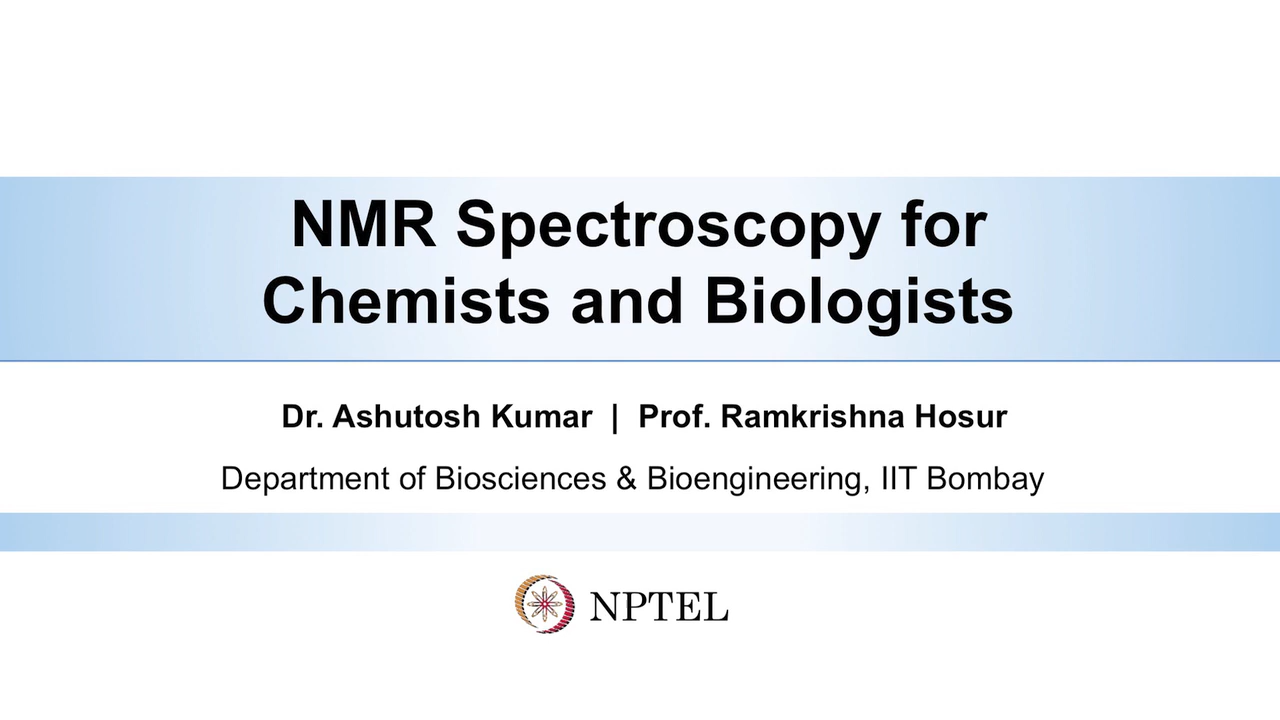 NMR Spectroscopy for
Chemists and Biologists
Dr. Ashutosh Kumar | Prof. Ramkrishna Hosur
Department of Biosciences & Bioengineering, IIT Bombay
NPTEL